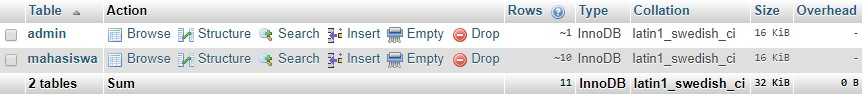 Table Action Rows Type Collation Size Overhead
admin Browse Structure Search Insert Empty Drop ~1 InnoDB latin1_swedish_ci 16 KiB -
mahasiswa Browse Structure Search Insert Empty Drop ~10 InnoDB latin1_swedish_ci 16 KiB -
2 tables Sum 11 InnoDB latin1_swedish_ci 32 KiB 0 B